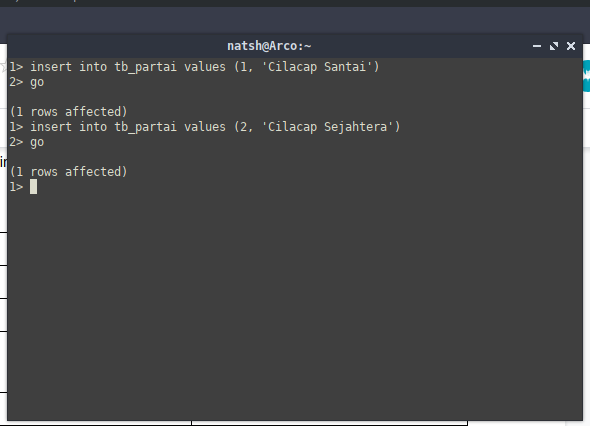 natsh@Arco:~
1> insert into tb_partai values (1, 'Cilacap Santai')
2> go
(1 rows affected)
1> insert into tb_partai values (2, 'Cilacap Sejahtera')
2> go
(1 rows affected)
1>